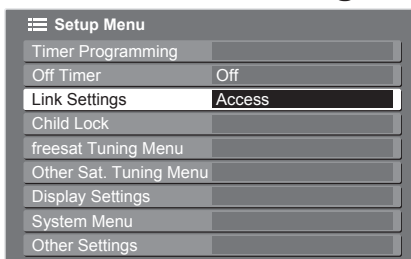 Setup Menu
Timer Programming
Off Timer Off
Link Settings Access
Child Lock
freesat Tuning Menu
Other Sat. Tuning Menu
Display Settings
System Menu
Other Settings